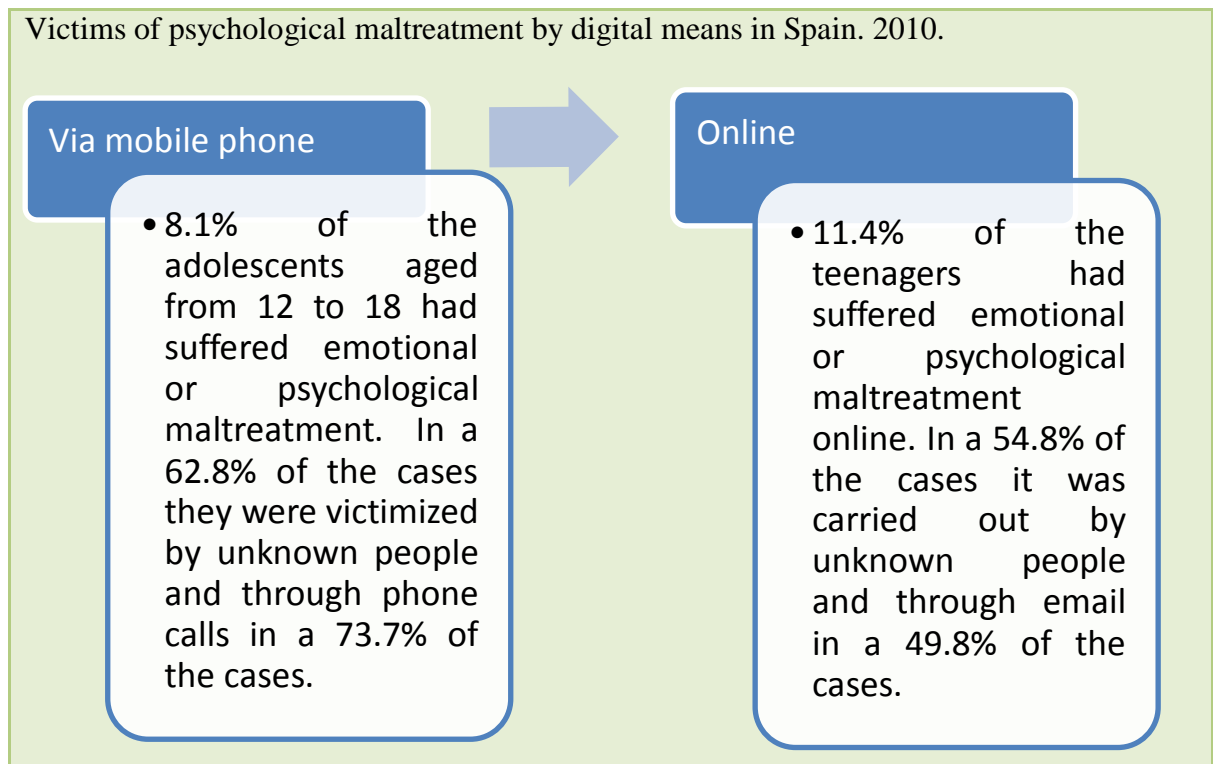 Victims of psychological maltreatment by digital means in Spain. 2010.
Via mobile phone
• 8.1% of the
adolescents aged
from 12 to 18 had
suffered emotional
or psychological
maltreatment. In a
62.8% of the cases
they were victimized
by unknown people
and through phone
calls in a 73.7% of
the cases.
Online
• 11.4% of the
teenagers had
suffered emotional
or psychological
maltreatment
online. In a 54.8% of
the cases it was
carried out by
unknown people
and through email
in a 49.8% of the
cases.